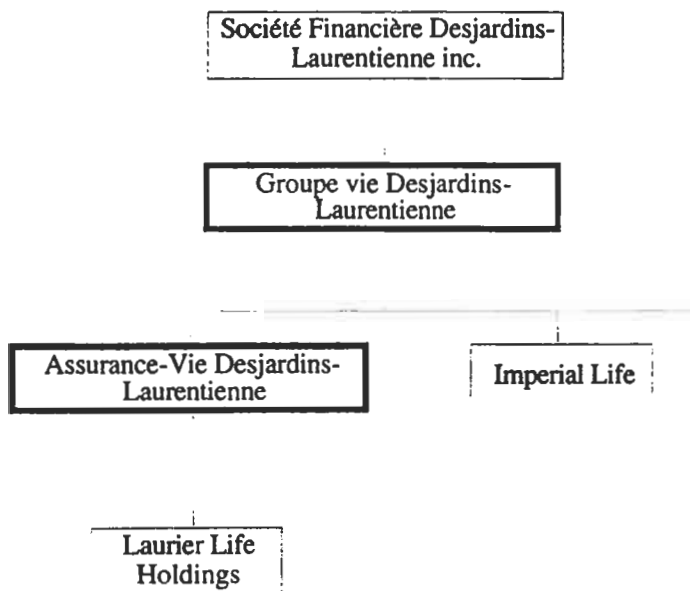 Société Financière Desjardins-
Laurentienne inc.
Groupe vie Desjardins-
Laurentienne
Assurance-Vie Desjardins-
Laurentienne
Imperial Life
Laurier Life
Holdings